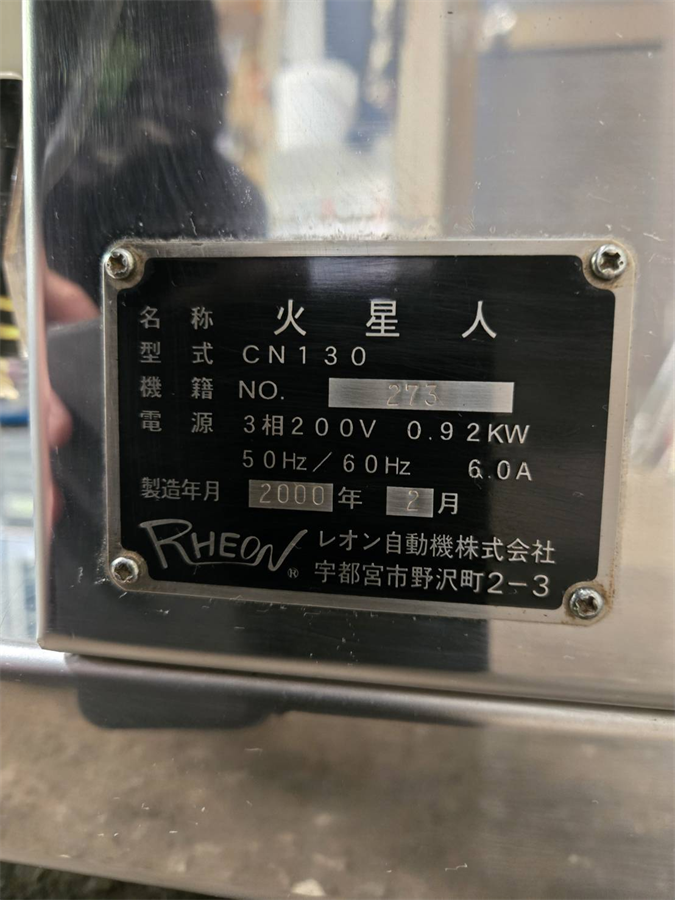 名称 火星人
型式 CN130
機籍 NO. 273
電源 3相200V 0.92KW
50Hz/60Hz 6.0A
製造年月 2000年 2月
RHEON® レオン自動機株式会社
宇都宮市野沢町2-3